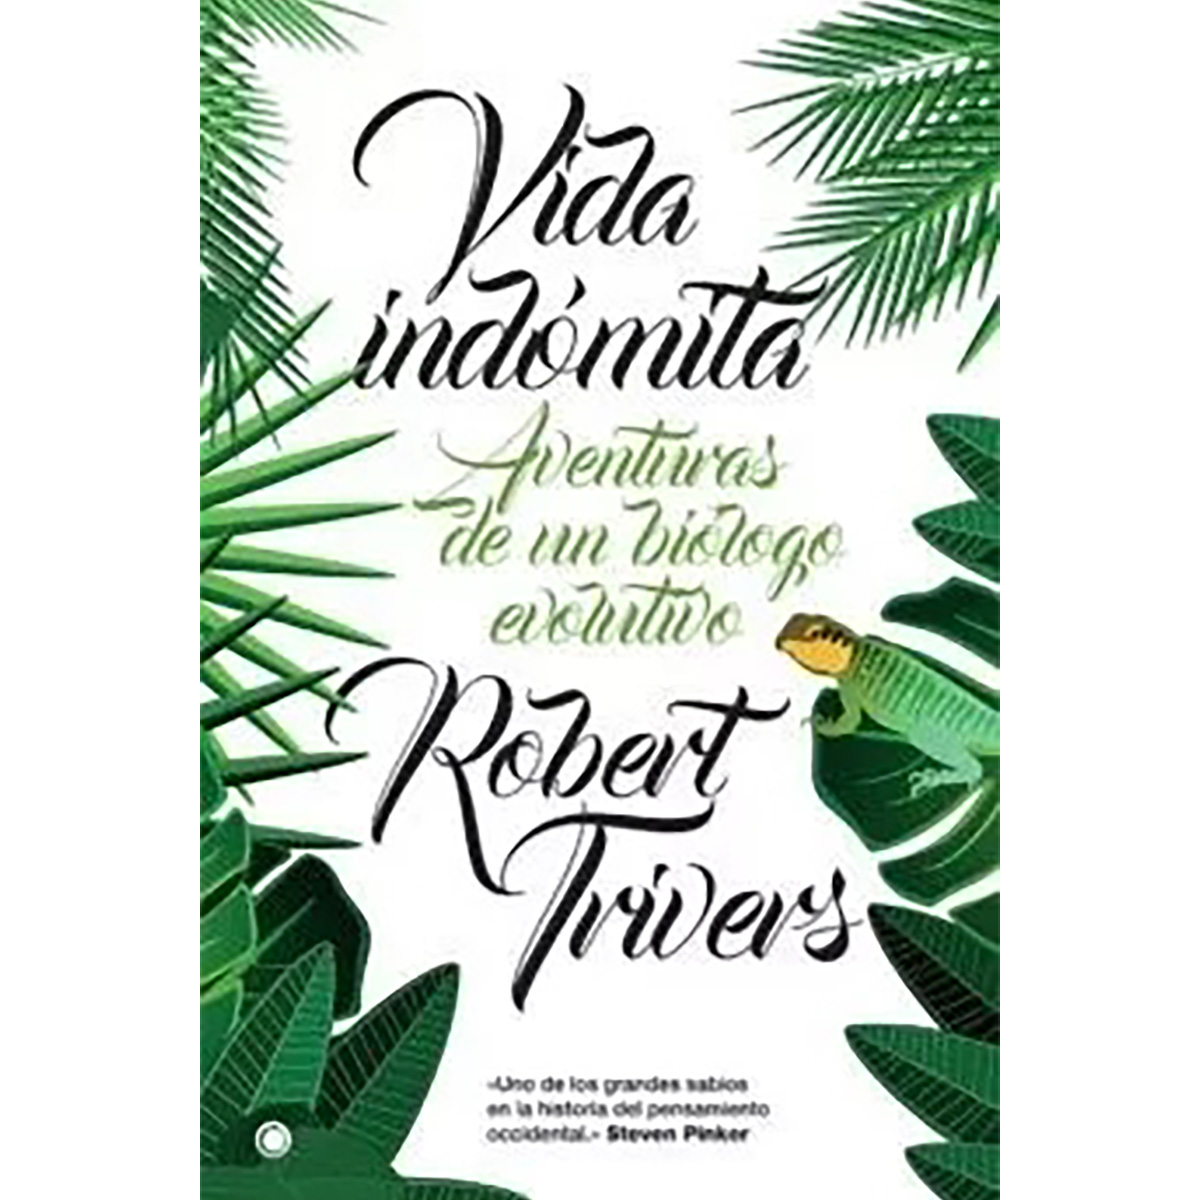 Vida
indómita
Aventuras
de un biólogo
evolutivo
Robert
Trivers
«Uno de los grandes sabios
en la historia del pensamiento
occidental.» Steven Pinker